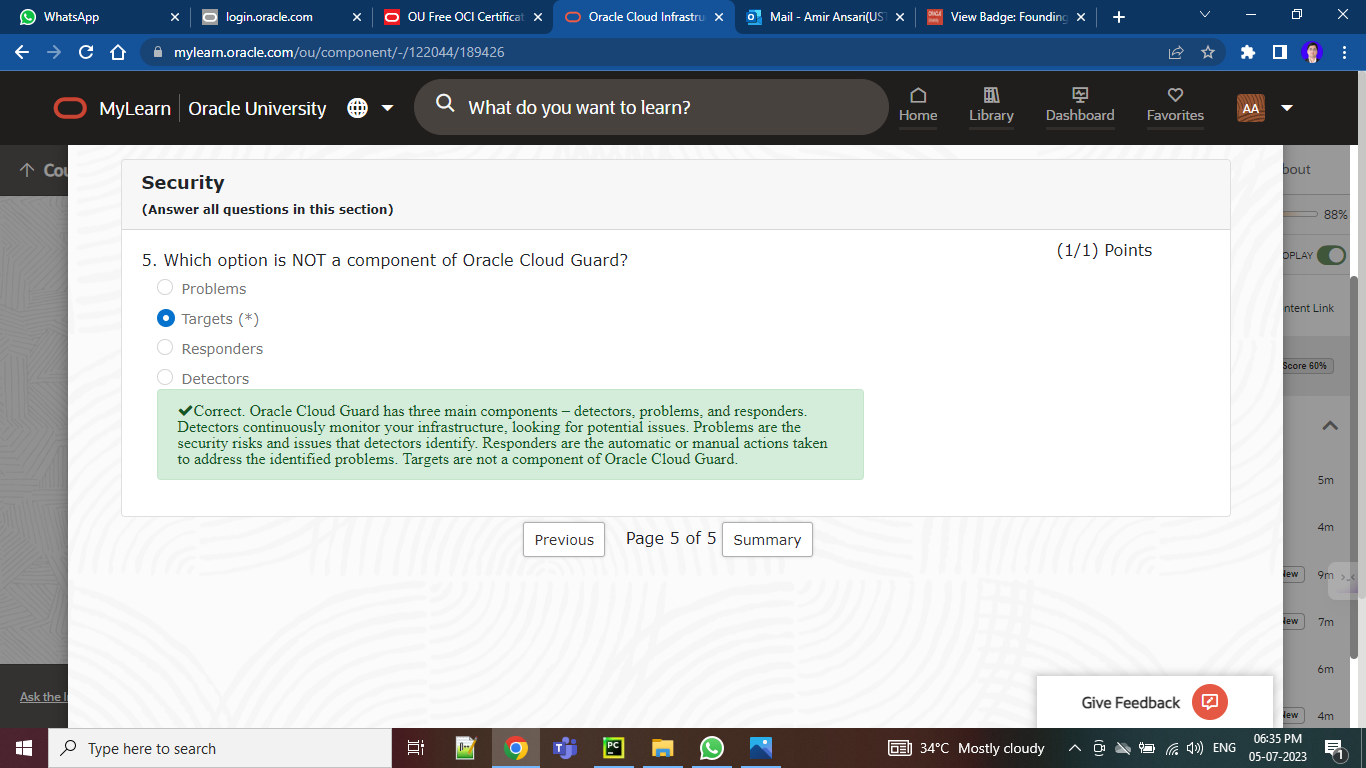 WhatsApp
login.oracle.com
OU Free OCI Certificat
Oracle Cloud Infrastru
Mail - Amir Ansari(UST
View Badge: Founding
mylearn.oracle.com/ou/component/-/122044/189426
MyLearn
Oracle University
What do you want to learn?
Home
Library
Dashboard
Favorites
AA
Cou
bout
88%
OPLAY
ntent Link
Score 60%
5m
4m
New 9m
New 7m
6m
New 4m
Security
(Answer all questions in this section)
5. Which option is NOT a component of Oracle Cloud Guard?
(1/1) Points
Problems
Targets (*)
Responders
Detectors
✔Correct. Oracle Cloud Guard has three main components – detectors, problems, and responders.
Detectors continuously monitor your infrastructure, looking for potential issues. Problems are the
security risks and issues that detectors identify. Responders are the automatic or manual actions taken
to address the identified problems. Targets are not a component of Oracle Cloud Guard.
Previous
Page 5 of 5
Summary
Ask the I
Give Feedback
Type here to search
PC
34°C Mostly cloudy
ENG
06:35 PM
05-07-2023
1